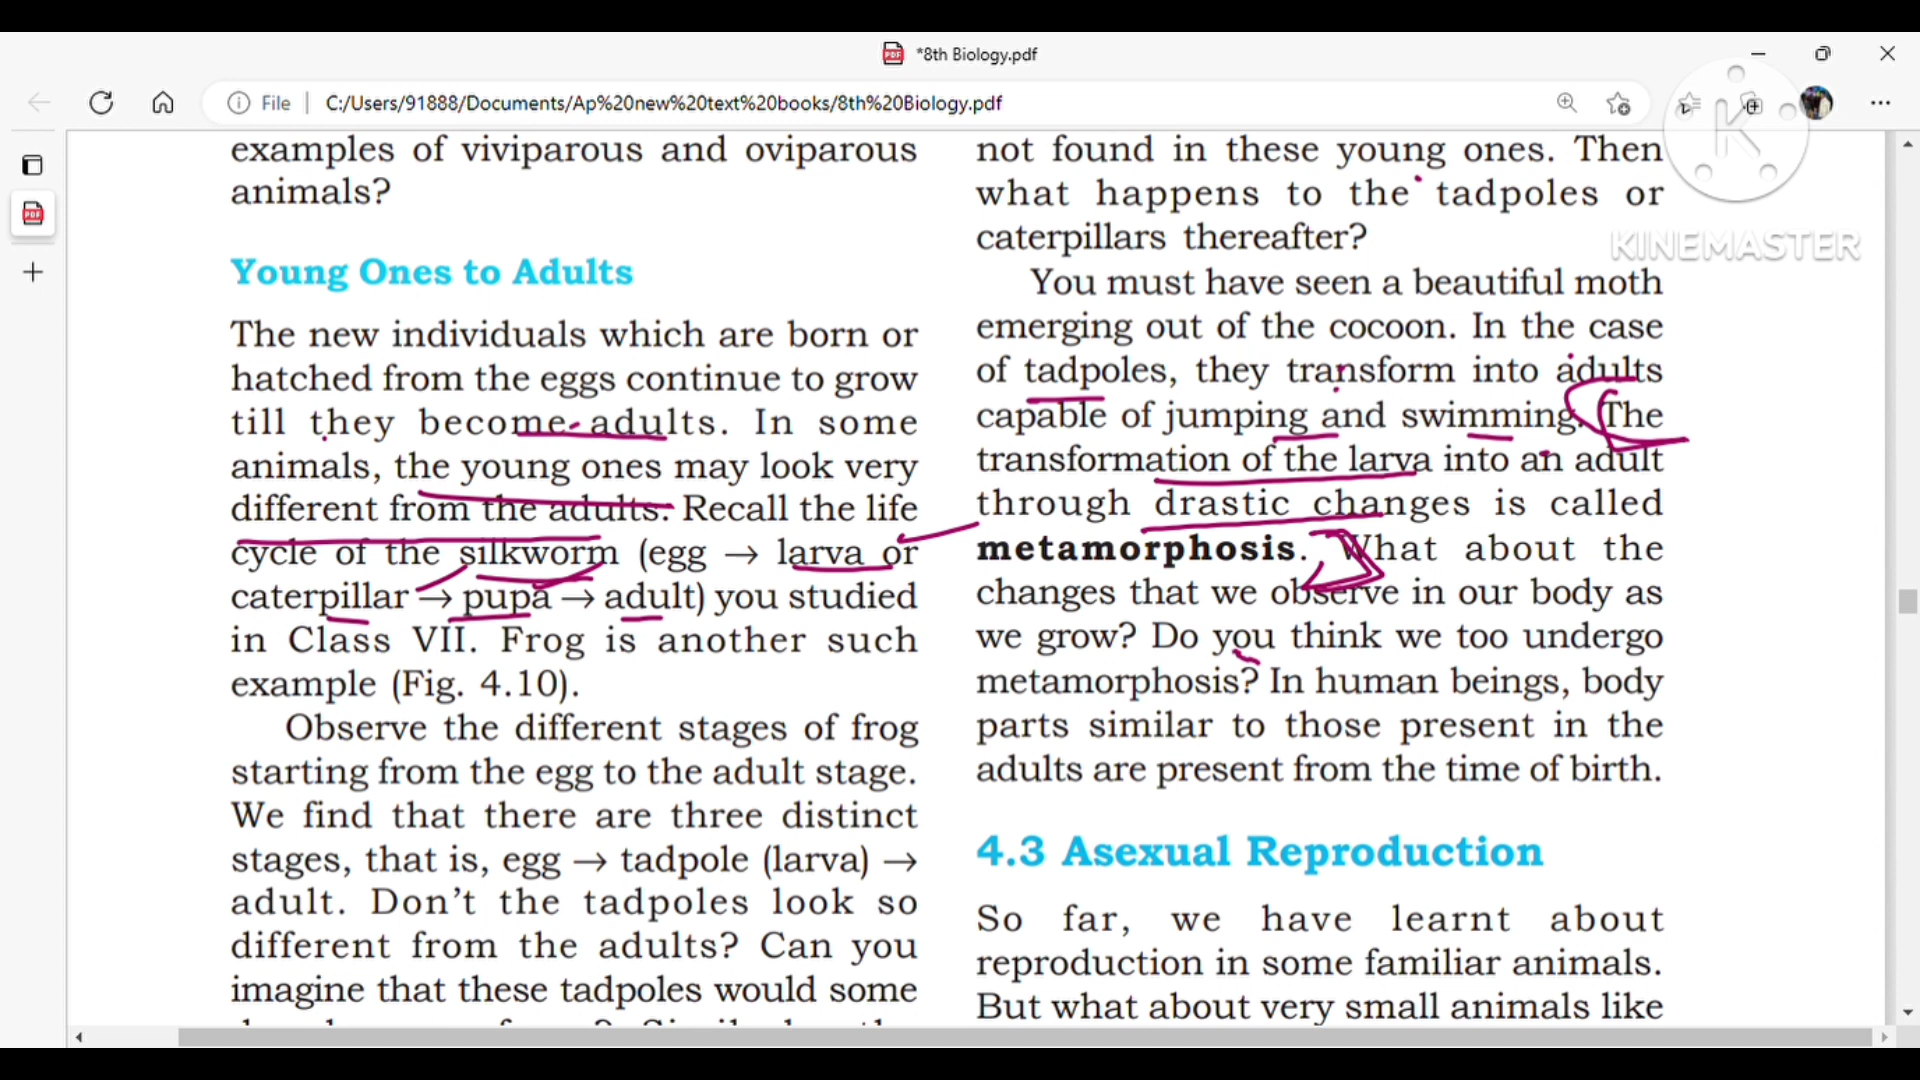 *8th Biology.pdf
File
C:/Users/91888/Documents/Ap%20new%20text%20books/8th%20Biology.pdf
K
KINEMASTER
examples of viviparous and oviparous
animals?
Young Ones to Adults
The new individuals which are born or
hatched from the eggs continue to grow
till they become adults. In some
animals, the young ones may look very
different from the adults. Recall the life
cycle of the silkworm (egg → larva or
caterpillar → pupa → adult) you studied
in Class VII. Frog is another such
example (Fig. 4.10).
Observe the different stages of frog
starting from the egg to the adult stage.
We find that there are three distinct
stages, that is, egg → tadpole (larva) →
adult. Don’t the tadpoles look so
different from the adults? Can you
imagine that these tadpoles would some
not found in these young ones. Then
what happens to the tadpoles or
caterpillars thereafter?
You must have seen a beautiful moth
emerging out of the cocoon. In the case
of tadpoles, they transform into adults
capable of jumping and swimming. The
transformation of the larva into an adult
through drastic changes is called
metamorphosis. What about the
changes that we observe in our body as
we grow? Do you think we too undergo
metamorphosis? In human beings, body
parts similar to those present in the
adults are present from the time of birth.
4.3 Asexual Reproduction
So far, we have learnt about
reproduction in some familiar animals.
But what about very small animals like